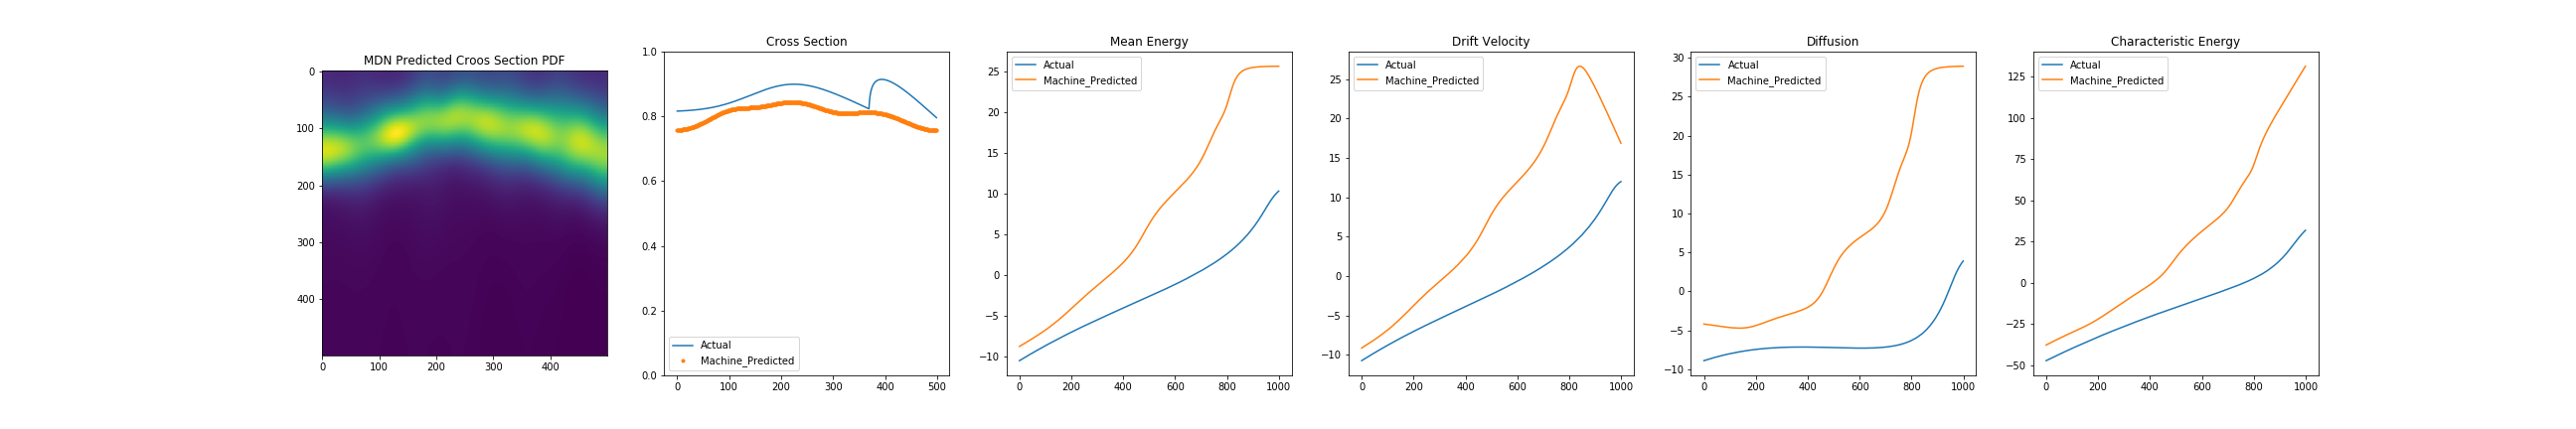 MDN Predicted Croos Section PDF
0
100
200
300
400
0 100 200 300 400
Cross Section
1.0
0.8
0.6
0.4
0.2
0.0
Actual
Machine_Predicted
0 100 200 300 400 500
Mean Energy
Actual
Machine_Predicted
25
20
15
10
5
0
−5
−10
0 200 400 600 800 1000
Drift Velocity
Actual
Machine_Predicted
25
20
15
10
5
0
−5
−10
0 200 400 600 800 1000
Diffusion
Actual
Machine_Predicted
30
25
20
15
10
5
0
−5
−10
0 200 400 600 800 1000
Characteristic Energy
Actual
Machine_Predicted
125
100
75
50
25
0
−25
−50
0 200 400 600 800 1000